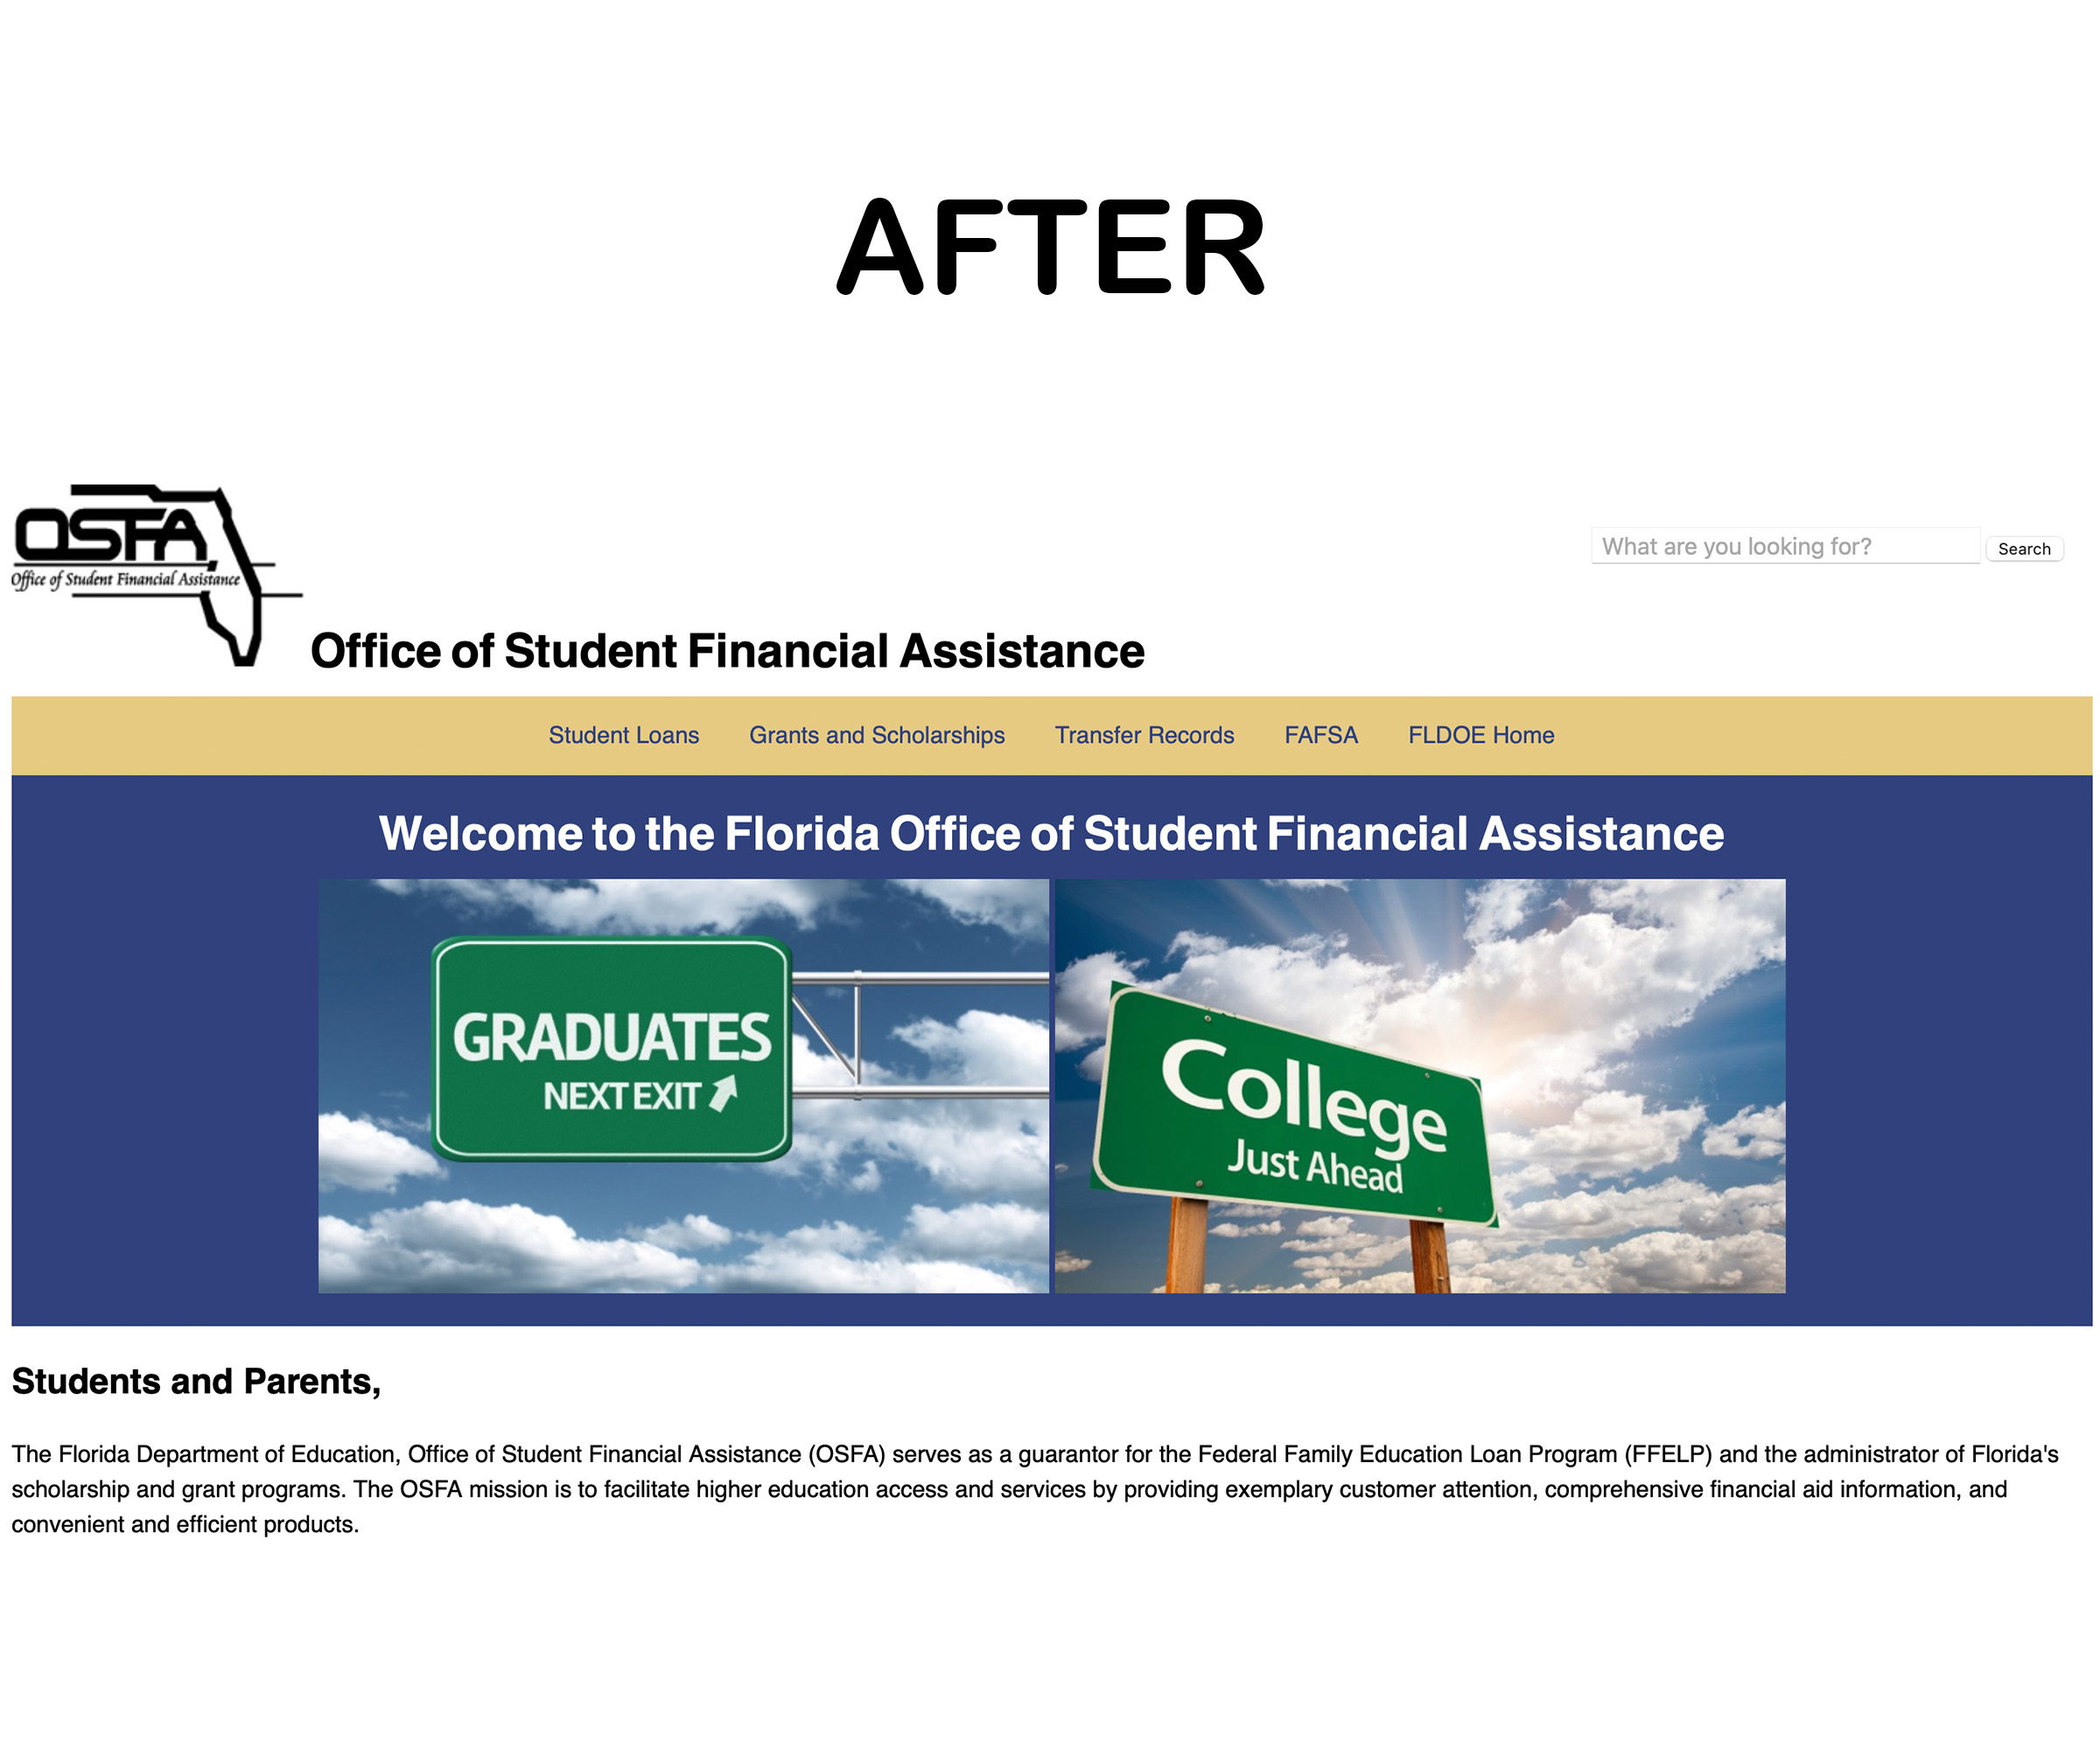 AFTER
OSFA
Office of Student Financial Assistance
What are you looking for?
Search
Office of Student Financial Assistance
Student Loans
Grants and Scholarships
Transfer Records
FAFSA
FLDOE Home
Welcome to the Florida Office of Student Financial Assistance
GRADUATES
NEXT EXIT
College
Just Ahead
Students and Parents,
The Florida Department of Education, Office of Student Financial Assistance (OSFA) serves as a guarantor for the Federal Family Education Loan Program (FFELP) and the administrator of Florida's
scholarship and grant programs. The OSFA mission is to facilitate higher education access and services by providing exemplary customer attention, comprehensive financial aid information, and
convenient and efficient products.